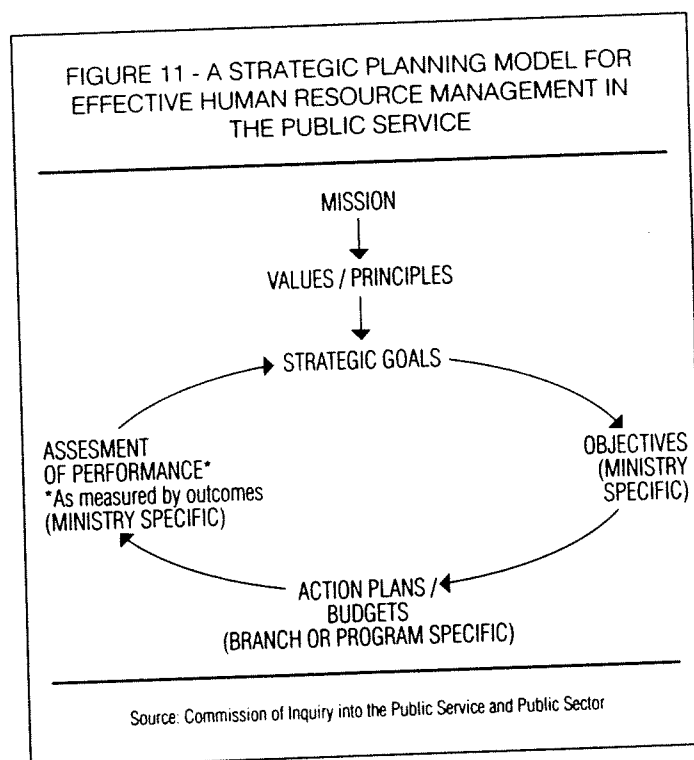 FIGURE 11 - A STRATEGIC PLANNING MODEL FOR
EFFECTIVE HUMAN RESOURCE MANAGEMENT IN
THE PUBLIC SERVICE
MISSION
VALUES / PRINCIPLES
STRATEGIC GOALS
OBJECTIVES
(MINISTRY
SPECIFIC)
ACTION PLANS /
BUDGETS
(BRANCH OR PROGRAM SPECIFIC)
ASSESMENT
OF PERFORMANCE*
*As measured by outcomes
(MINISTRY SPECIFIC)
Source: Commission of Inquiry into the Public Service and Public Sector